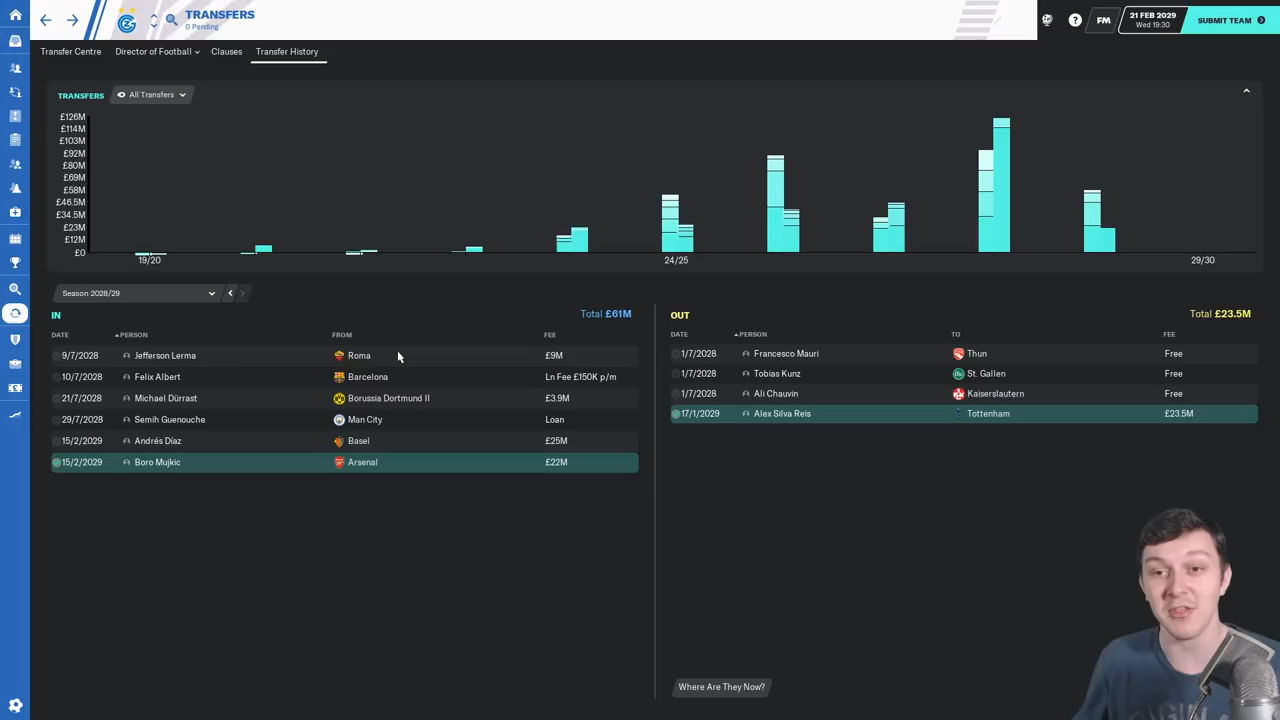 TRANSFERS
0 Pending
FM
21 FEB 2029
Wed 19:30
SUBMIT TEAM
Transfer Centre
Director of Football
Clauses
Transfer History
TRANSFERS
All Transfers
£126M
£114M
£103M
£92M
£80M
£69M
£58M
£46.5M
£34.5M
£23M
£12M
£0
19/20 24/25 29/30
Season 2028/29
IN Total £61M
DATE PERSON FROM FEE
9/7/2028 Jefferson Lerma Roma £9M
10/7/2028 Felix Albert Barcelona Ln Fee £150K p/m
21/7/2028 Michael Dürrast Borussia Dortmund II £3.9M
29/7/2028 Semih Guenouche Man City Loan
15/2/2029 Andrés Díaz Basel £25M
15/2/2029 Boro Mujkic Arsenal £22M
OUT Total £23.5M
DATE PERSON TO FEE
1/7/2028 Francesco Mauri Thun Free
1/7/2028 Tobias Kunz St. Gallen Free
1/7/2028 Ali Chauvin Kaiserslautern Free
17/1/2029 Alex Silva Reis Tottenham £23.5M
Where Are They Now?